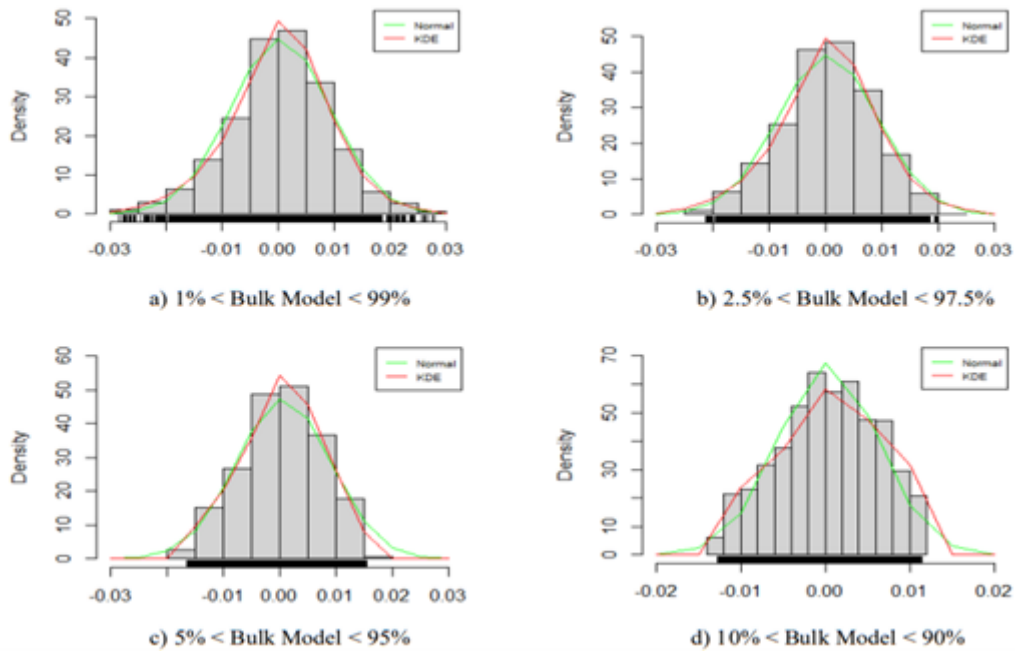 Density
50
40
30
20
10
0
Normal
KDE
-0.03 -0.01 0.00 0.01 0.02 0.03
a) 1% < Bulk Model < 99%
Density
50
40
30
20
10
0
Normal
KDE
-0.03 -0.01 0.00 0.01 0.02 0.03
b) 2.5% < Bulk Model < 97.5%
Density
60
50
40
30
20
10
0
Normal
KDE
-0.03 -0.01 0.00 0.01 0.02 0.03
c) 5% < Bulk Model < 95%
Density
70
50
30
10
0
Normal
KDE
-0.02 -0.01 0.00 0.01 0.02
d) 10% < Bulk Model < 90%